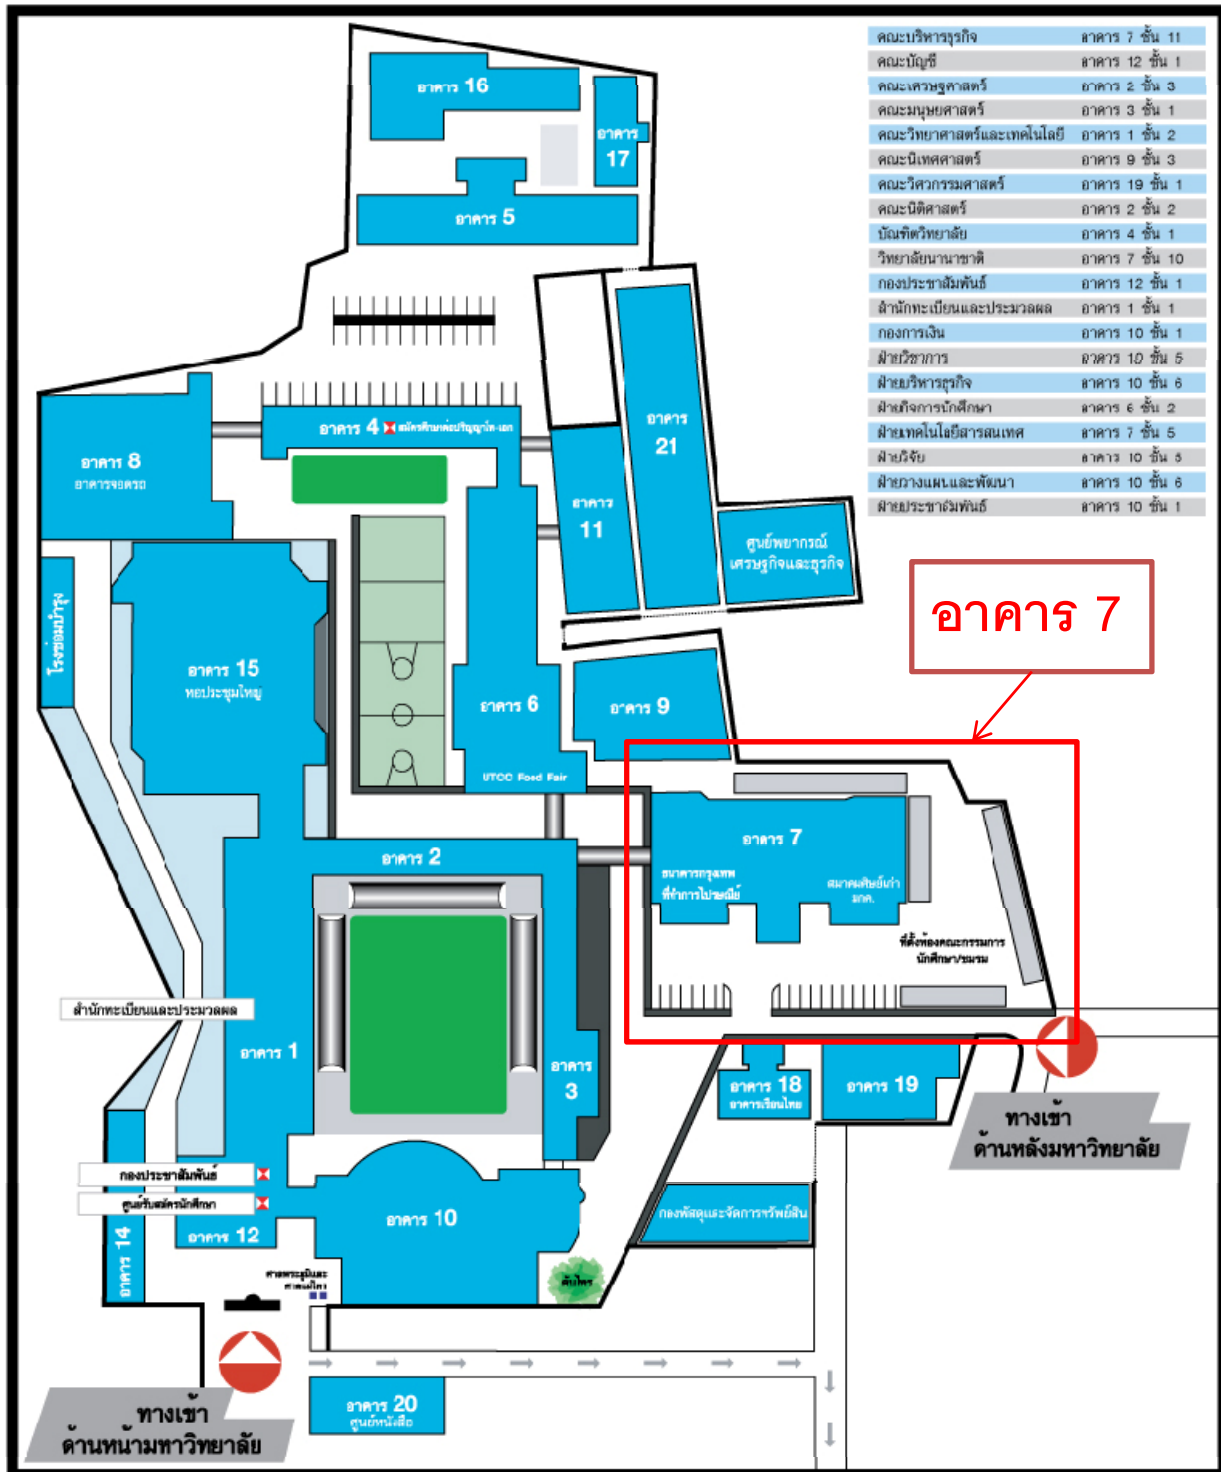 คณะบริหารธุรกิจ อาคาร 7 ชั้น 11
คณะบัญชี อาคาร 12 ชั้น 1
คณะเศรษฐศาสตร์ อาคาร 2 ชั้น 3
คณะมนุษยศาสตร์ อาคาร 3 ชั้น 1
คณะวิทยาศาสตร์และเทคโนโลยี อาคาร 1 ชั้น 2
คณะนิเทศศาสตร์ อาคาร 9 ชั้น 3
คณะวิศวกรรมศาสตร์ อาคาร 19 ชั้น 1
คณะนิติศาสตร์ อาคาร 2 ชั้น 2
บัณฑิตวิทยาลัย อาคาร 4 ชั้น 1
วิทยาลัยนานาชาติ อาคาร 7 ชั้น 10
กองประชาสัมพันธ์ อาคาร 12 ชั้น 1
สำนักทะเบียนและประมวลผล อาคาร 1 ชั้น 1
กองการเงิน อาคาร 10 ชั้น 1
ฝ่ายวิชาการ อาคาร 10 ชั้น 5
ฝ่ายบริหารธุรกิจ อาคาร 10 ชั้น 6
ฝ่ายกิจการนักศึกษา อาคาร 6 ชั้น 2
ฝ่ายเทคโนโลยีสารสนเทศ อาคาร 7 ชั้น 5
ฝ่ายวิจัย อาคาร 10 ชั้น
ฝ่ายวางแผนและพัฒนา อาคาร 10 ชั้น 6
ฝ่ายประชาสัมพันธ์ อาคาร 10 ชั้น 1
อาคาร 16
อาคาร
17
อาคาร 5
อาคาร 4 สมัครศึกษาต่อปริญญาโท-เอก
อาคาร
21
อาคาร 8
อาคารจอดรถ
อาคาร
11
ศูนย์พยากรณ์
เศรษฐกิจและธุรกิจ
อาคาร 7
โรงซ่อมบำรุง
อาคาร 15
หอประชุมใหญ่
อาคาร 6
UTCC Food Fair
อาคาร 9
อาคาร 7
ธนาคารกรุงเทพ
ที่ทำการไปรษณีย์
สมาคมศิษย์เก่า
มกค.
ที่ตั้งห้องคณะกรรมการ
นักศึกษา/ชมรม
อาคาร 2
สำนักทะเบียนและประมวลผล
อาคาร 1
อาคาร
3
อาคาร 18
อาคารเรือนไทย
อาคาร 19
ทางเข้า
ด้านหลังมหาวิทยาลัย
กองประชาสัมพันธ์
ศูนย์รับสมัครนักศึกษา
อาคาร 12
อาคาร 14
อาคาร 10
กองพัสดุและจัดการทรัพย์สิน
ศาลพระภูมิและ
ต้นไทร
ทางเข้า
ด้านหน้ามหาวิทยาลัย
อาคาร 20
ศูนย์หนังสือ